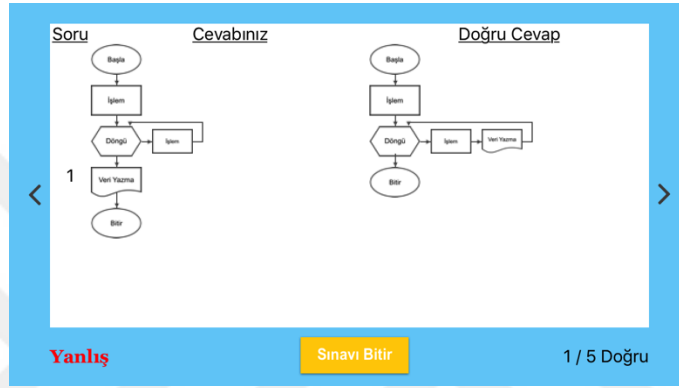 Soru Cevabınız Doğru Cevap
Başla Başla
İşlem İşlem
Döngü İşlem Döngü İşlem Veri Yazma
1 Veri Yazma Bitir
Bitir
Yanlış Sınavı Bitir 1 / 5 Doğru